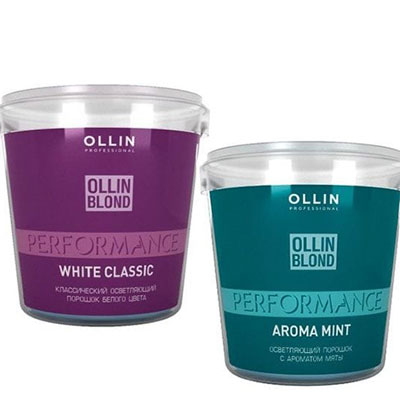 OLLIN
PROFESSIONAL
OLLIN
BLOND
PERFORMANCE
WHITE CLASSIC
КЛАССИЧЕСКИЙ ОСВЕТЛЯЮЩИЙ
ПОРОШОК БЕЛОГО ЦВЕТА
OLLIN
PROFESSIONAL
OLLIN
BLOND
PERFORMANCE
AROMA MINT
ОСВЕТЛЯЮЩИЙ ПОРОШОК
С АРОМАТОМ МЯТЫ